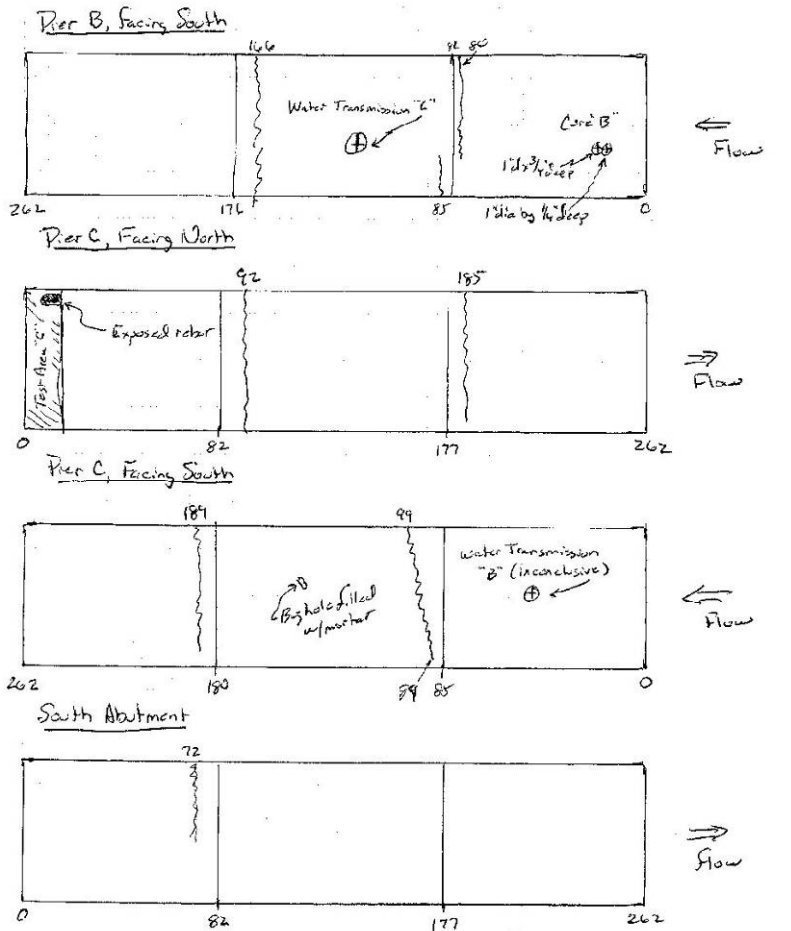 Pier B, Facing South
166
82 80
Water Transmission "C"
Core "B"
Flow
1" dia by 1/4" deep
262
176
85
0
Pier C, Facing North
92
185
Exposed rebar
Test Area "C"
Flow
0
82
177
262
Pier C, Facing South
189
99
Water Transmission
"B" (inconclusive)
Bughole filled
w/mortar
Flow
262
180
89
85
0
South Abutment
72
Flow
0
82
177
262